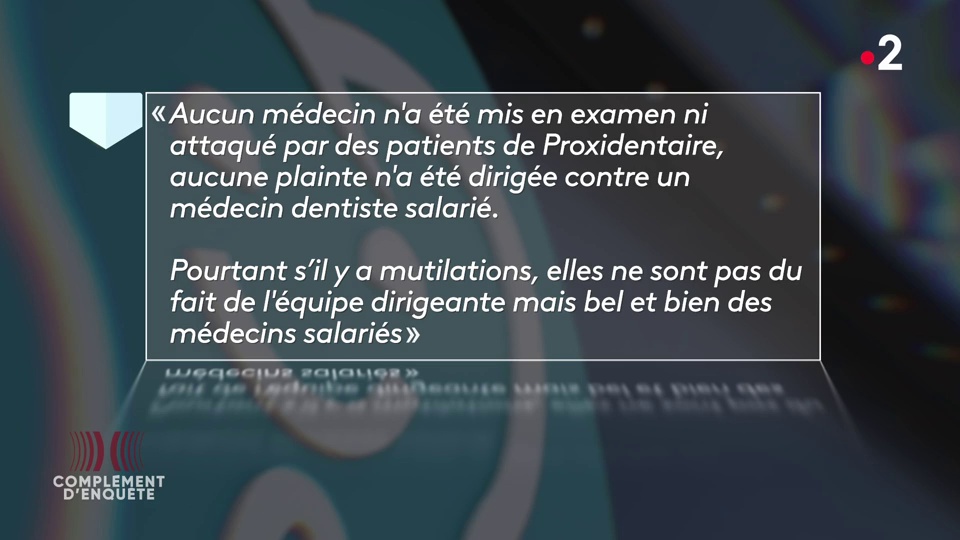 2
« Aucun médecin n'a été mis en examen ni
attaqué par des patients de Proxidentaire,
aucune plainte n'a été dirigée contre un
médecin dentiste salarié.
Pourtant s’il y a mutilations, elles ne sont pas du
fait de l'équipe dirigeante mais bel et bien des
médecins salariés »
COMPLÉMENT
D'ENQUÊTE